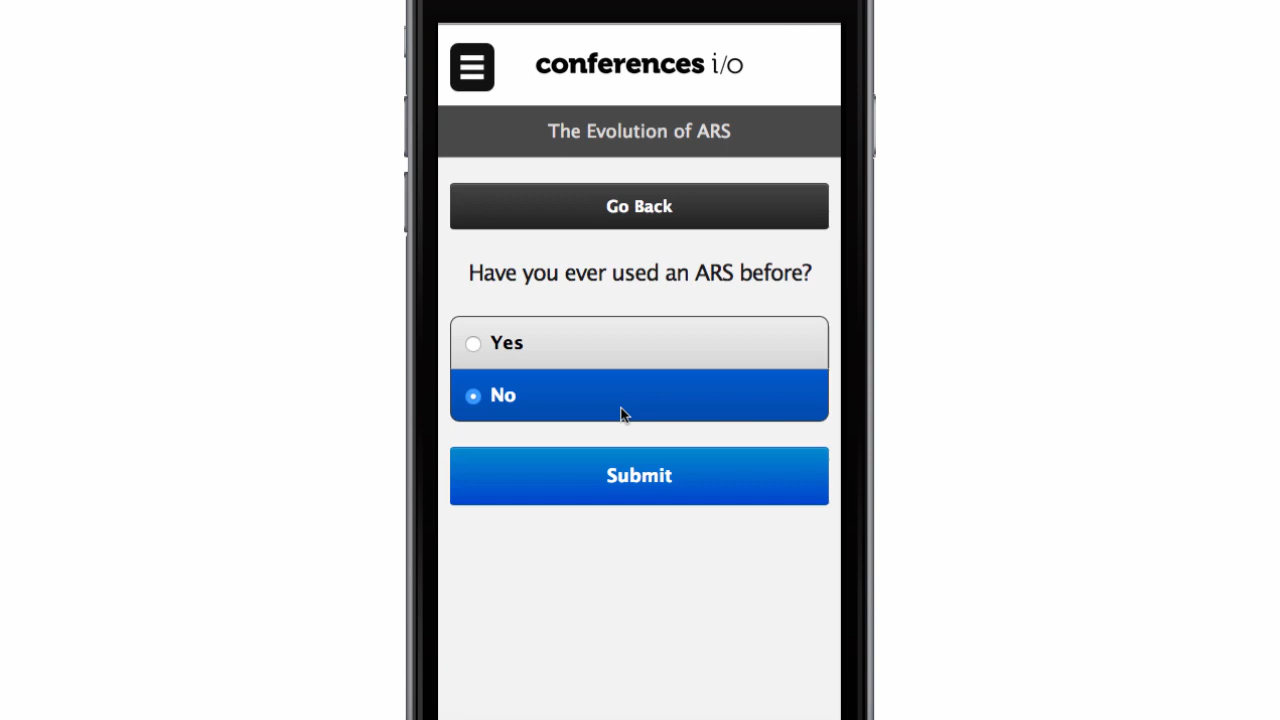 conferences i/o
The Evolution of ARS
Go Back
Have you ever used an ARS before?
Yes
No
Submit